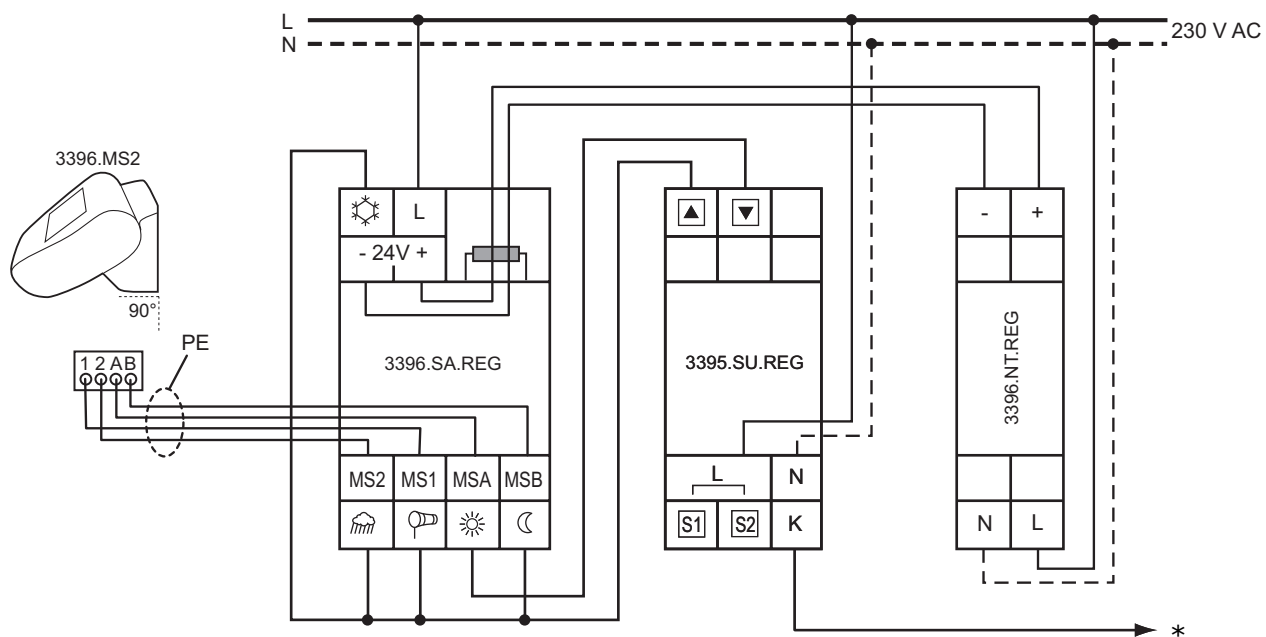 L
N
230 V AC
3396.MS2
90°
PE
1 2 A B
L
- 24V +
3396.SA.REG
MS2 MS1 MSA MSB
3395.SU.REG
L N
S1 S2 K
- +
3396.NT.REG
N L
*